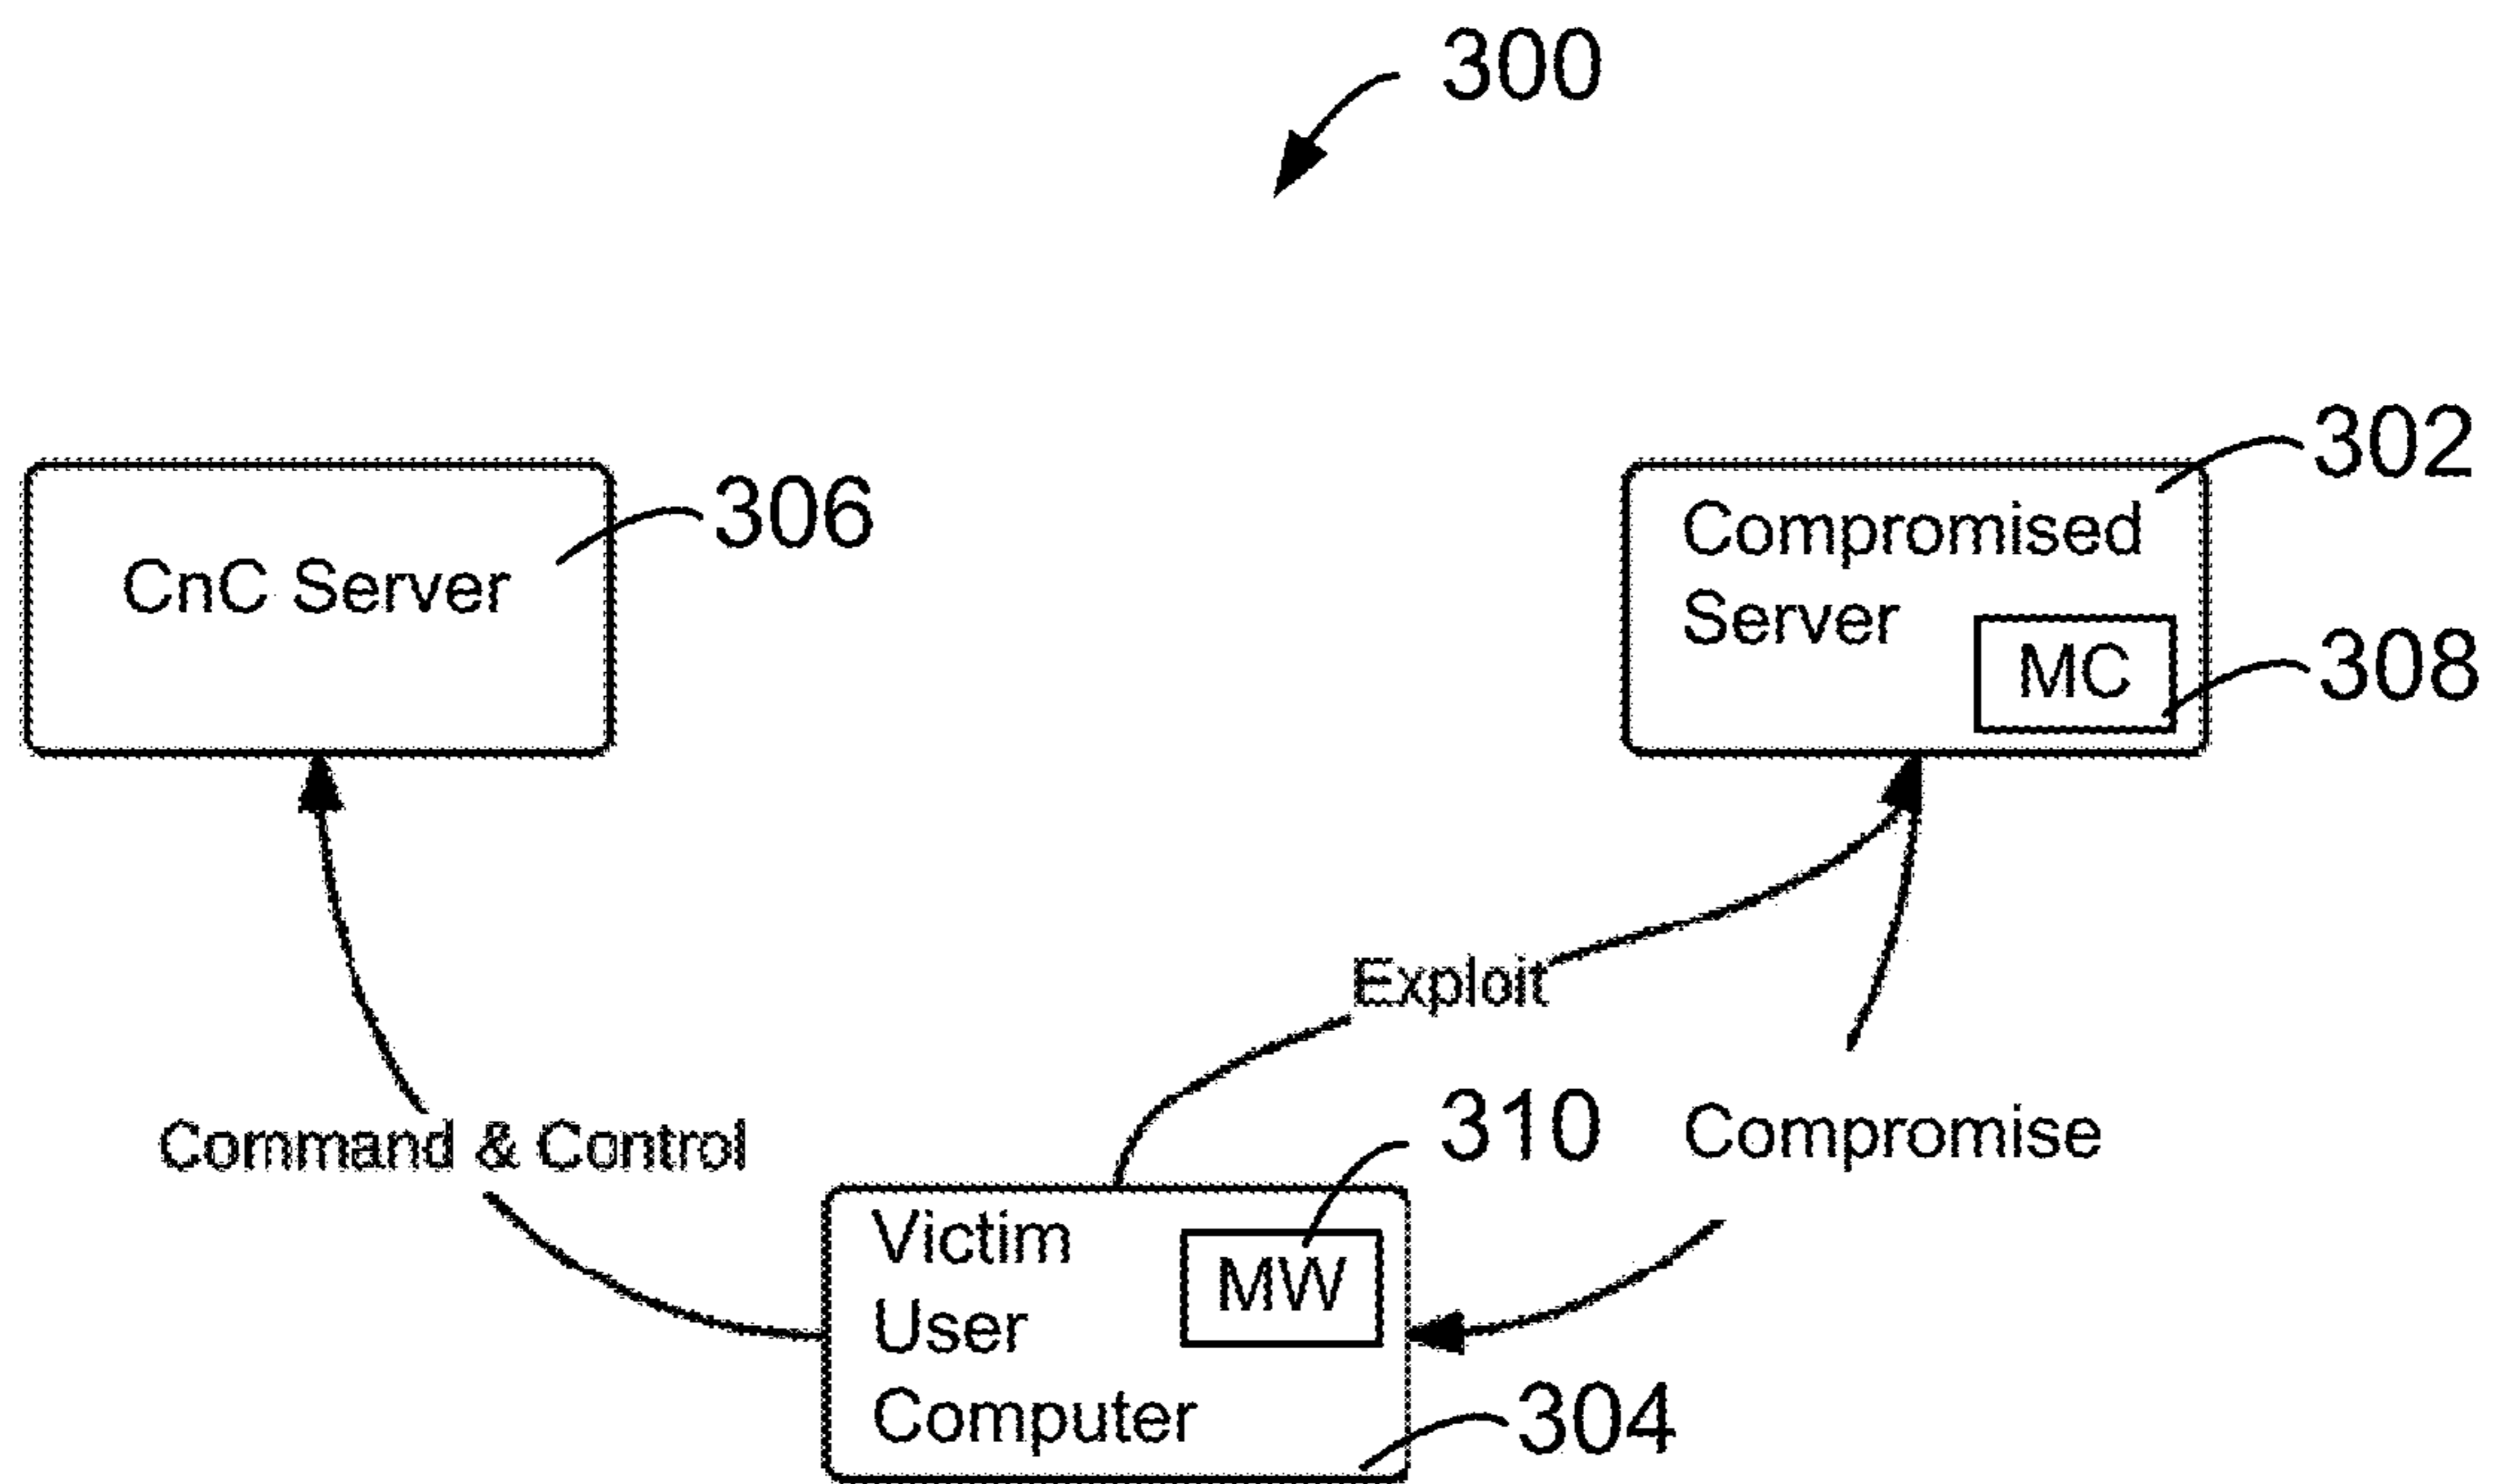 300
302
306
CnC Server
Compromised
Server
MC
308
Exploit
310
Compromise
Command & Control
Victim
User
Computer
MW
304